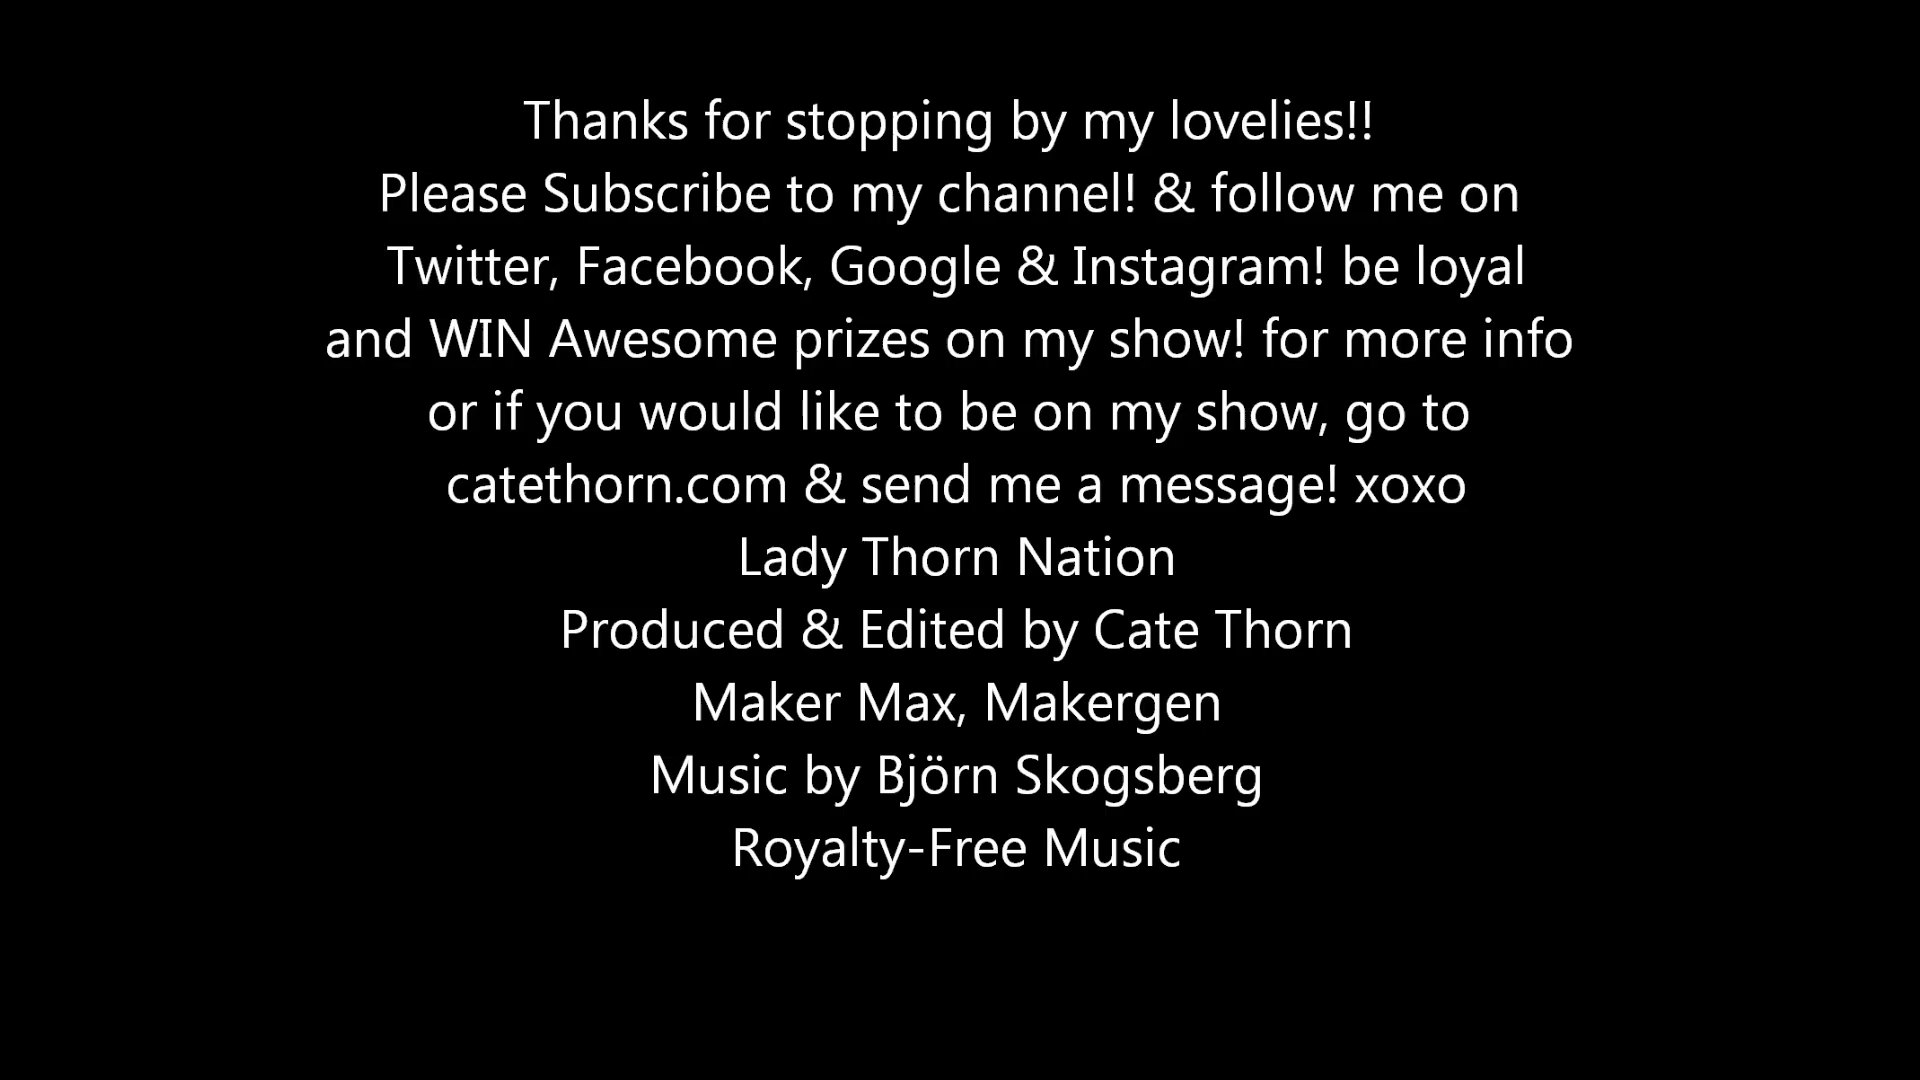 Thanks for stopping by my lovelies!!
Please Subscribe to my channel! & follow me on
Twitter, Facebook, Google & Instagram! be loyal
and WIN Awesome prizes on my show! for more info
or if you would like to be on my show, go to
catethorn.com & send me a message! xoxo
Lady Thorn Nation
Produced & Edited by Cate Thorn
Maker Max, Makergen
Music by Björn Skogsberg
Royalty-Free Music